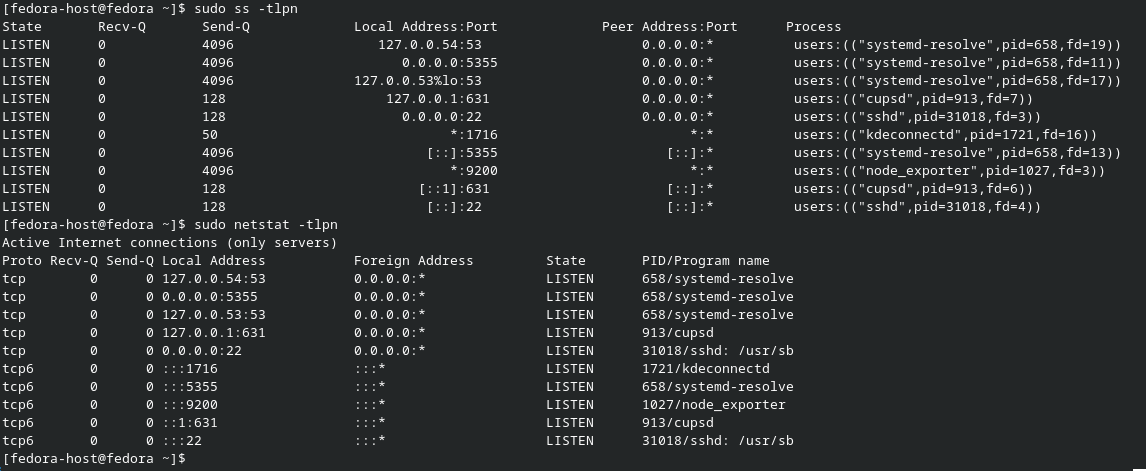 [fedora-host@fedora ~]$ sudo ss -tlpn
State Recv-Q Send-Q Local Address:Port Peer Address:Port Process
LISTEN 0 4096 127.0.0.54:53 0.0.0.0:* users:(("systemd-resolve",pid=658,fd=19))
LISTEN 0 4096 0.0.0.0:5355 0.0.0.0:* users:(("systemd-resolve",pid=658,fd=11))
LISTEN 0 4096 127.0.0.53%lo:53 0.0.0.0:* users:(("systemd-resolve",pid=658,fd=17))
LISTEN 0 128 127.0.0.1:631 0.0.0.0:* users:(("cupsd",pid=913,fd=7))
LISTEN 0 128 0.0.0.0:22 0.0.0.0:* users:(("sshd",pid=31018,fd=3))
LISTEN 0 50 *:1716 *:* users:(("kdeconnectd",pid=1721,fd=16))
LISTEN 0 4096 [::]:5355 [::]:* users:(("systemd-resolve",pid=658,fd=13))
LISTEN 0 4096 *:9200 *:* users:(("node_exporter",pid=1027,fd=3))
LISTEN 0 128 [::1]:631 [::]:* users:(("cupsd",pid=913,fd=6))
LISTEN 0 128 [::]:22 [::]:* users:(("sshd",pid=31018,fd=4))
[fedora-host@fedora ~]$ sudo netstat -tlpn
Active Internet connections (only servers)
Proto Recv-Q Send-Q Local Address Foreign Address State PID/Program name
tcp 0 0 127.0.0.54:53 0.0.0.0:* LISTEN 658/systemd-resolve
tcp 0 0 0.0.0.0:5355 0.0.0.0:* LISTEN 658/systemd-resolve
tcp 0 0 127.0.0.53:53 0.0.0.0:* LISTEN 658/systemd-resolve
tcp 0 0 127.0.0.1:631 0.0.0.0:* LISTEN 913/cupsd
tcp 0 0 0.0.0.0:22 0.0.0.0:* LISTEN 31018/sshd: /usr/sb
tcp6 0 0 :::1716 :::* LISTEN 1721/kdeconnectd
tcp6 0 0 :::5355 :::* LISTEN 658/systemd-resolve
tcp6 0 0 :::9200 :::* LISTEN 1027/node_exporter
tcp6 0 0 ::1:631 :::* LISTEN 913/cupsd
tcp6 0 0 :::22 :::* LISTEN 31018/sshd: /usr/sb
[fedora-host@fedora ~]$